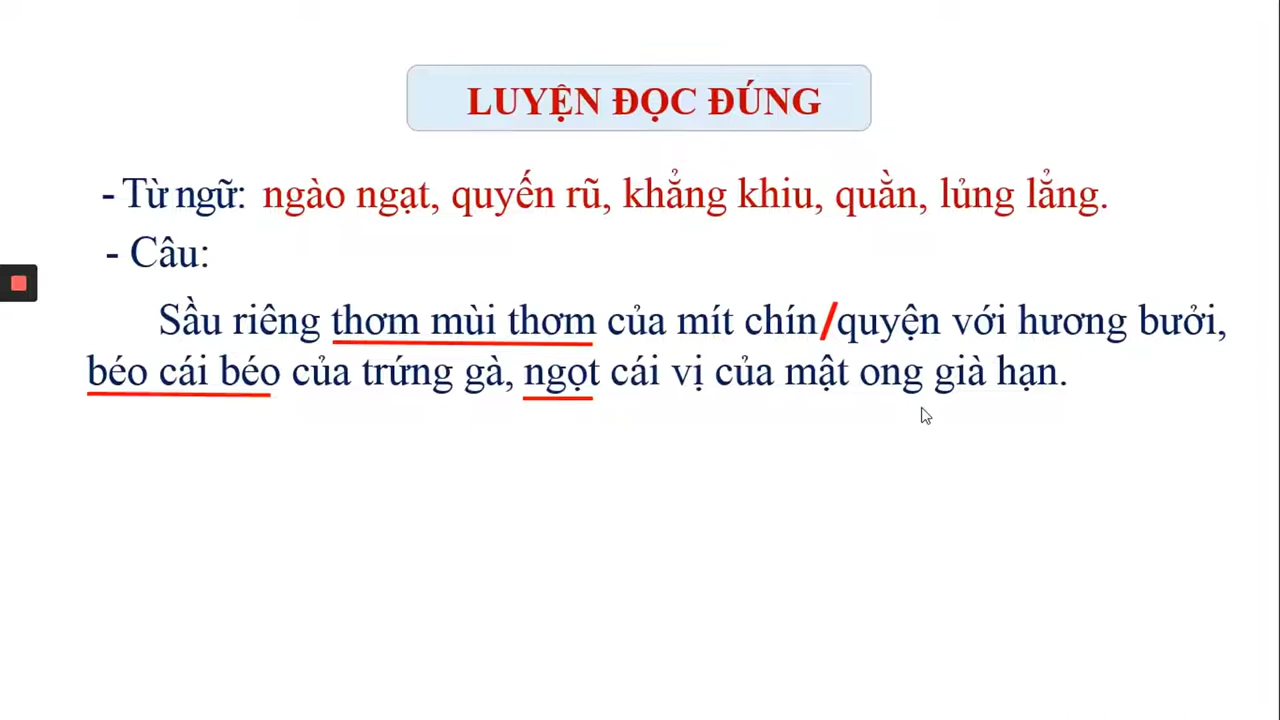 LUYỆN ĐỌC ĐÚNG
- Từ ngữ: ngào ngạt, quyến rũ, khẳng khiu, quằn, lủng lẳng.
- Câu:
Sầu riêng thơm mùi thơm của mít chín/quyện với hương bưởi,
béo cái béo của trứng gà, ngọt cái vị của mật ong già hạn.